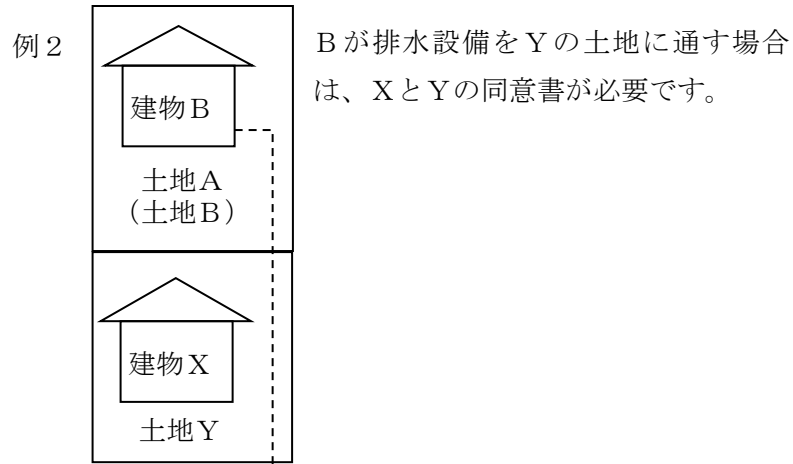 例２
Ｂが排水設備をＹの土地に通す場合
は、ＸとＹの同意書が必要です。
建物Ｂ
土地Ａ
（土地Ｂ）
建物Ｘ
土地Ｙ